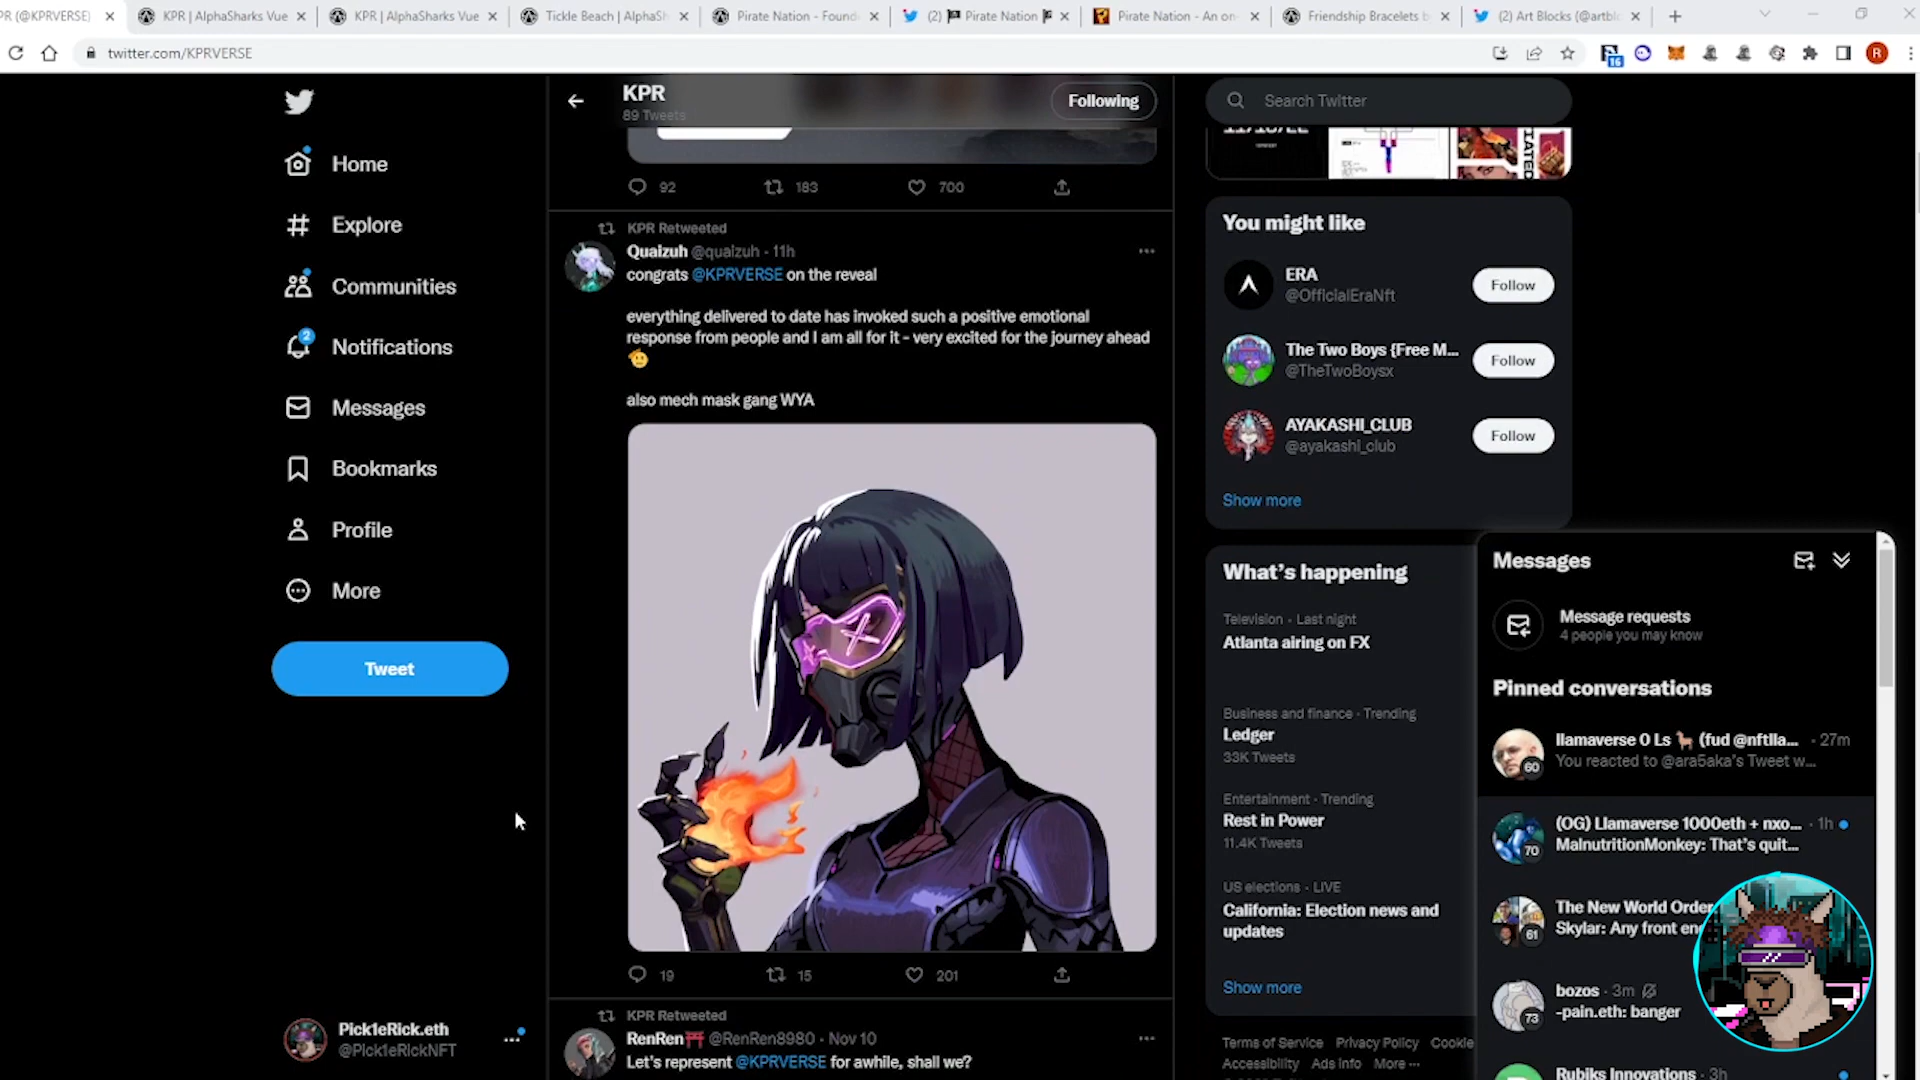 PR (@KPRVERSE)
KPR | AlphaSharks Vue
KPR | AlphaSharks Vue
Tickle Beach | AlphaSh
Pirate Nation - Found
(2) Pirate Nation
Pirate Nation - An on
Friendship Bracelets b
(2) Art Blocks (@artbl
twitter.com/KPRVERSE
16
R
Home
Explore
Communities
2
Notifications
Messages
Bookmarks
Profile
More
Tweet
Pick1eRick.eth
@Pick1eRickNFT
KPR
89 Tweets
Following
92
183
700
KPR Retweeted
Quaizuh @quaizuh · 11h
congrats @KPRVERSE on the reveal
everything delivered to date has invoked such a positive emotional
response from people and I am all for it - very excited for the journey ahead
also mech mask gang WYA
19
15
201
KPR Retweeted
RenRen @RenRen8980 · Nov 10
Let's represent @KPRVERSE for awhile, shall we?
Search Twitter
You might like
ERA
@OfficialEraNft
Follow
The Two Boys {Free M...
@TheTwoBoysx
Follow
AYAKASHI_CLUB
@ayakashi_club
Follow
Show more
What's happening
Television · Last night
Atlanta airing on FX
Business and finance · Trending
Ledger
33K Tweets
Entertainment · Trending
Rest in Power
11.4K Tweets
US elections · LIVE
California: Election news and
updates
Show more
Terms of Service Privacy Policy Cookie
Accessibility Ads info More ...
Messages
Message requests
4 people you may know
Pinned conversations
llamaverse 0 Ls (fud @nftlla... · 27m
You reacted to @ara5aka's Tweet w...
60
(OG) Llamaverse 1000eth + nxo... · 1h
MalnutritionMonkey: That's quit...
70
The New World Order
Skylar: Any front en
61
bozos · 3m
-pain.eth: banger
73
Rubiks Innovations · 3h